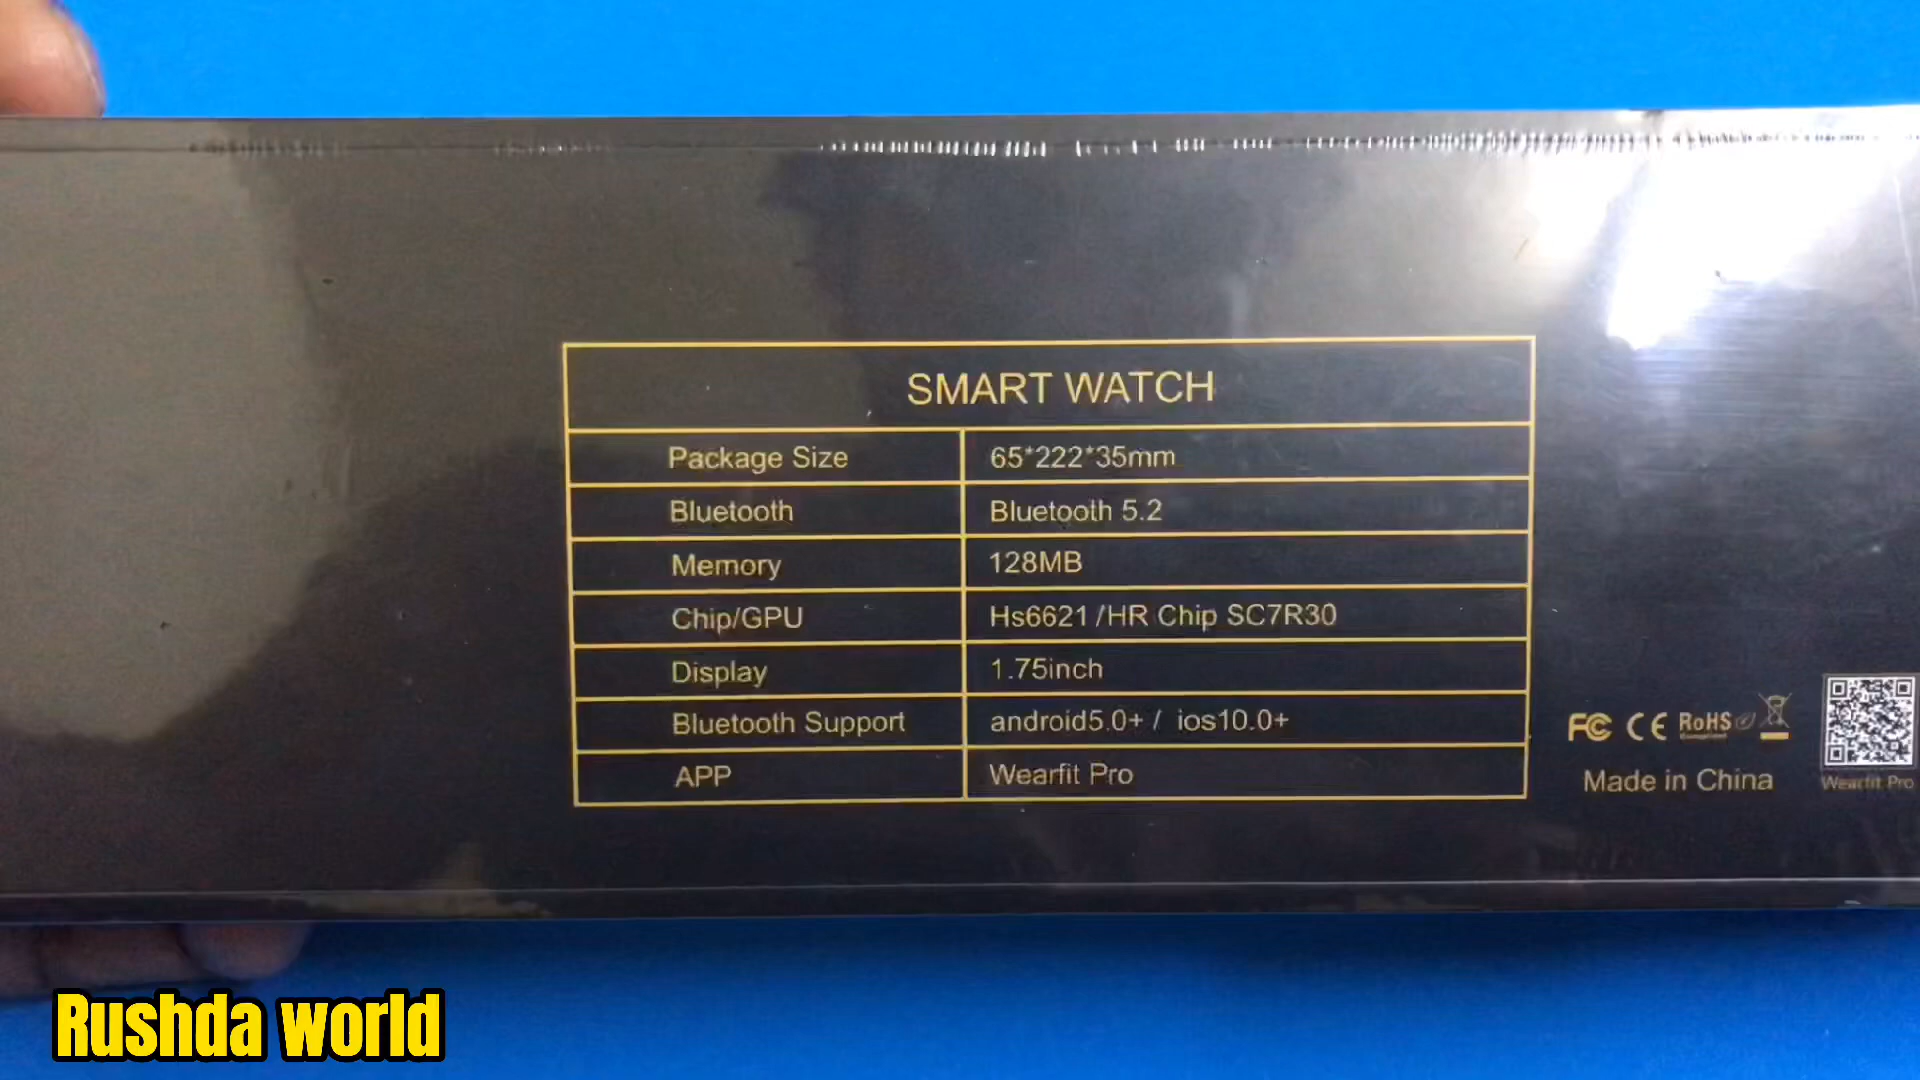 SMART WATCH
Package Size 65*222*35mm
Bluetooth Bluetooth 5.2
Memory 128MB
Chip/GPU Hs6621 /HR Chip SC7R30
Display 1.75inch
Bluetooth Support android5.0+ / ios10.0+
APP Wearfit Pro
FC CE RoHS
Made in China
Wearfit Pro
Rushda world